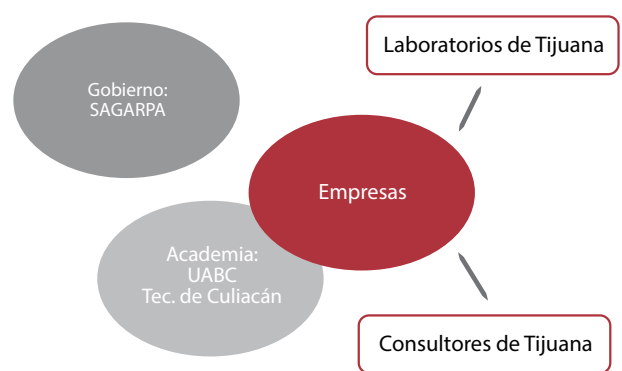 Laboratorios de Tijuana
Gobierno:
SAGARPA
Empresas
Academia:
UABC
Tec. de Culiacán
Consultores de Tijuana